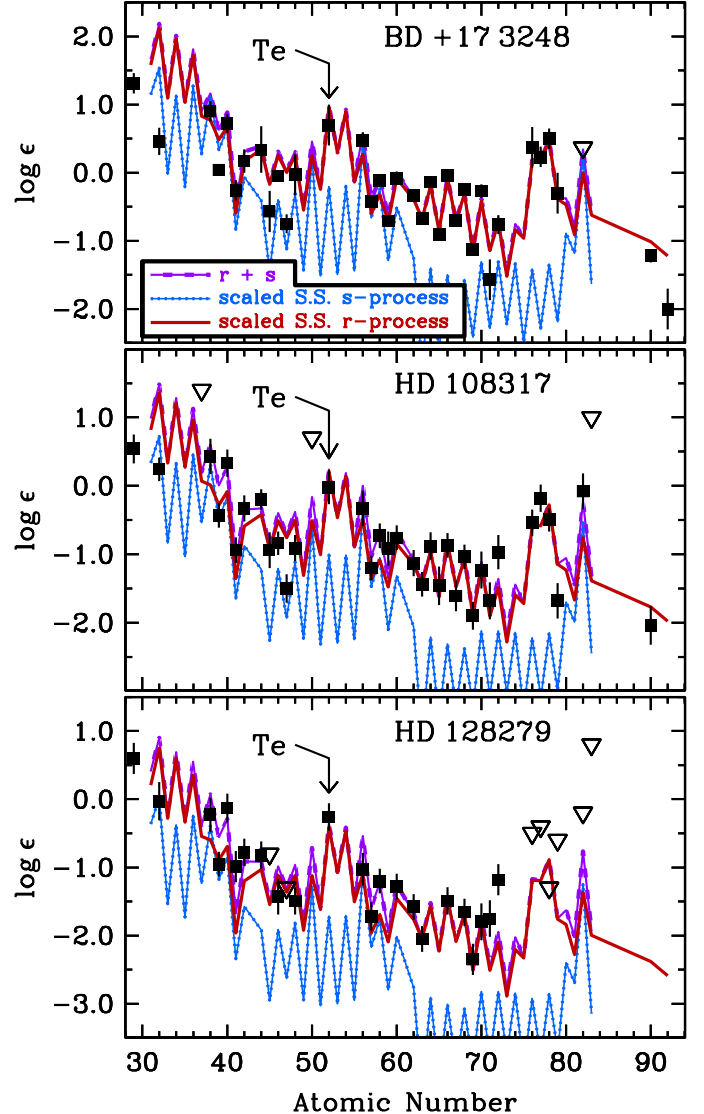 BD +17 3248
Te
2.0
1.0
0.0
−1.0
−2.0
log ϵ
r + s
scaled S.S. s−process
scaled S.S. r−process
HD 108317
Te
1.0
0.0
−1.0
−2.0
log ϵ
HD 128279
Te
1.0
0.0
−1.0
−2.0
−3.0
log ϵ
30 40 50 60 70 80 90
Atomic Number